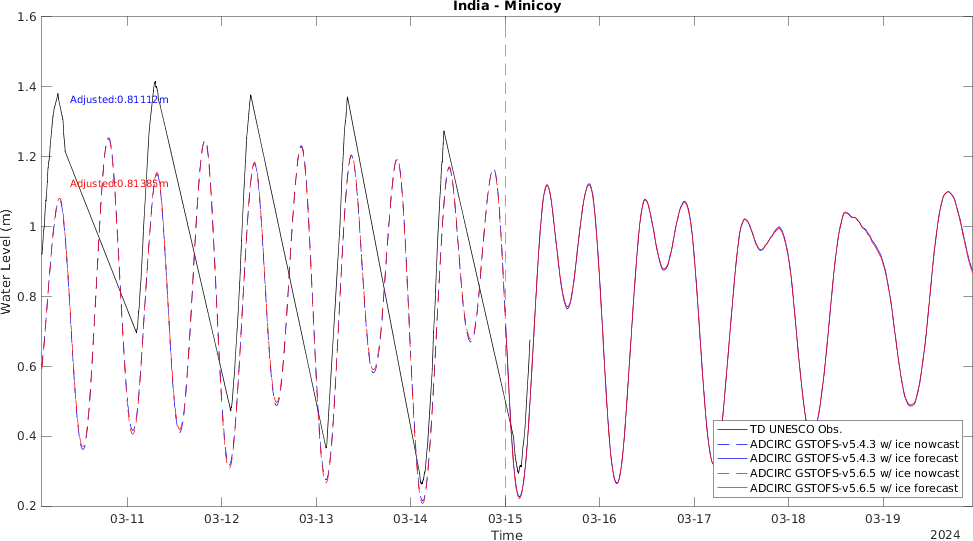 India - Minicoy
1.6
1.4
1.2
1
0.8
0.6
0.4
0.2
Water Level (m)
Adjusted:0.81112m
Adjusted:0.81385m
TD UNESCO Obs.
ADCIRC GSTOFS-v5.4.3 w/ ice nowcast
ADCIRC GSTOFS-v5.4.3 w/ ice forecast
ADCIRC GSTOFS-v5.6.5 w/ ice nowcast
ADCIRC GSTOFS-v5.6.5 w/ ice forecast
03-11 03-12 03-13 03-14 03-15 03-16 03-17 03-18 03-19
Time
2024